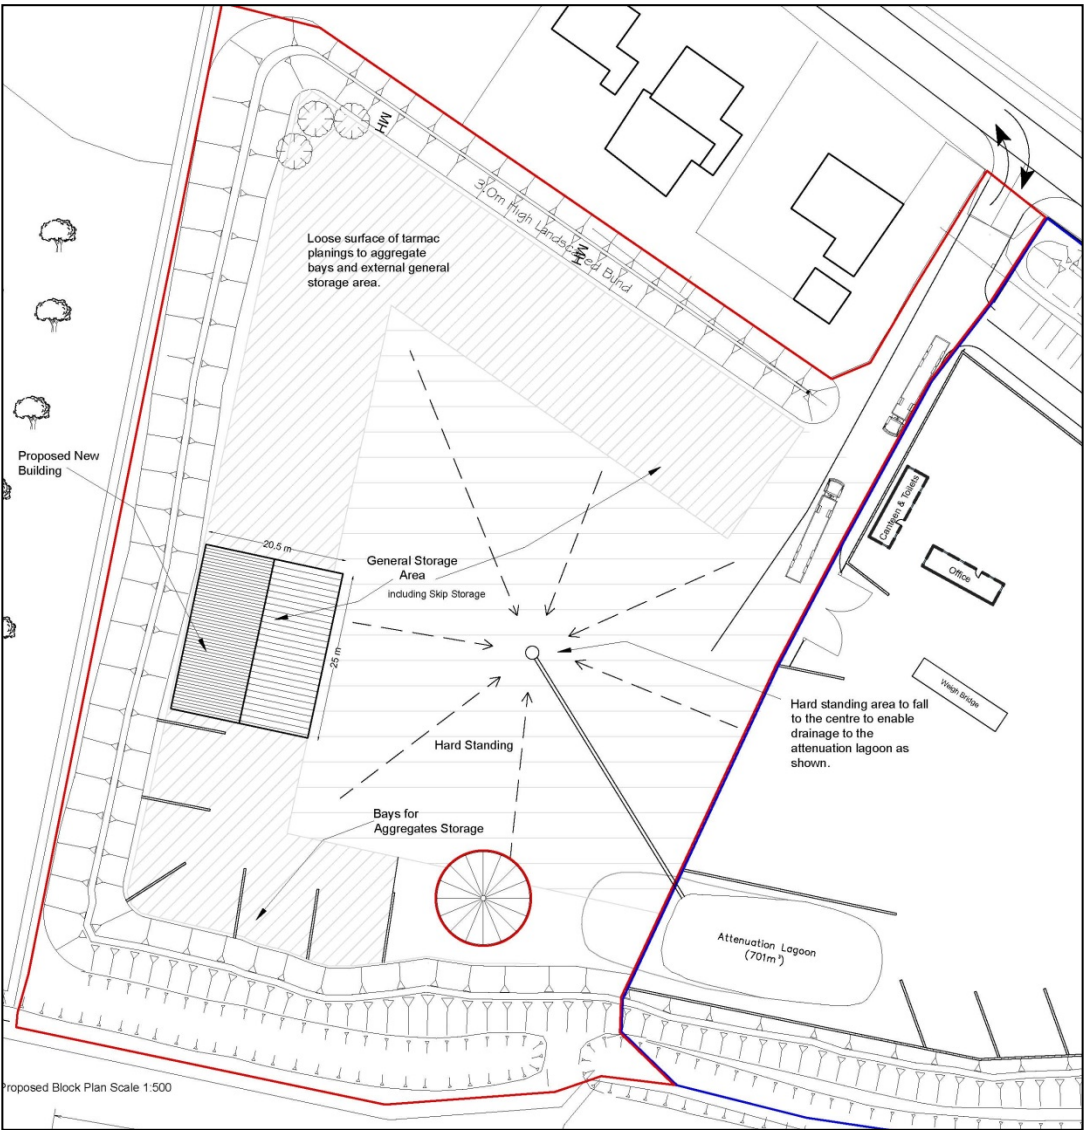 MH
3.0m High Landscaped Bund
MH
Loose surface of tarmac
planings to aggregate
bays and external general
storage area.
Proposed New
Building
20.5 m
25 m
General Storage
Area
including Skip Storage
Canteen & Toilets
Office
Weigh Bridge
Hard standing area to fall
to the centre to enable
drainage to the
attenuation lagoon as
shown.
Hard Standing
Bays for
Aggregates Storage
Attenuation Lagoon
(701m³)
Proposed Block Plan Scale 1:500